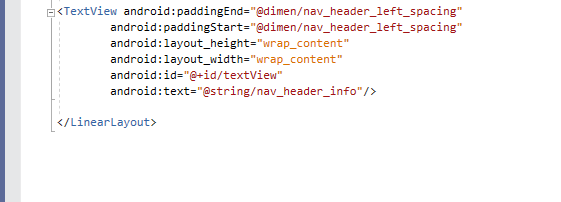 <TextView android:paddingEnd="@dimen/nav_header_left_spacing"
android:paddingStart="@dimen/nav_header_left_spacing"
android:layout_height="wrap_content"
android:layout_width="wrap_content"
android:id="@+id/textView"
android:text="@string/nav_header_info"/>
</LinearLayout>